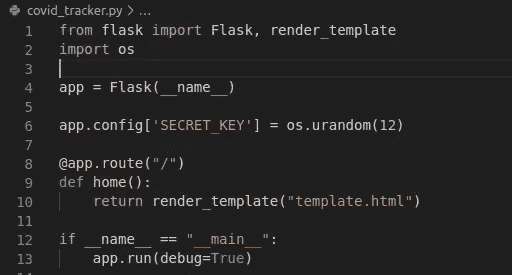 covid_tracker.py > ...
1 from flask import Flask, render_template
2 import os
3
4 app = Flask(__name__)
5
6 app.config['SECRET_KEY'] = os.urandom(12)
7
8 @app.route("/")
9 def home():
10     return render_template("template.html")
11
12 if __name__ == "__main__":
13     app.run(debug=True)
14